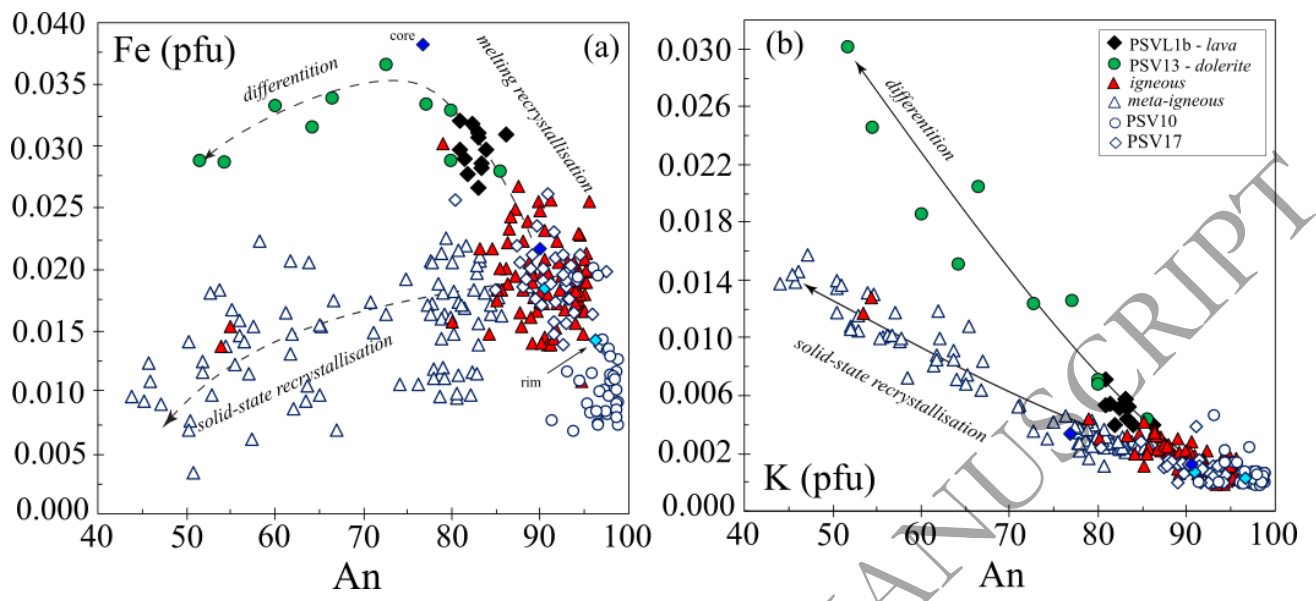 0.040
0.035
0.030
0.025
0.020
0.015
0.010
0.005
0.000
Fe (pfu)
(a)
core
differentition
melting recrystallisation
solid-state recrystallisation
rim
40 50 60 70 80 90 100
An
0.030
0.026
0.022
0.018
0.014
0.010
0.006
0.002
0.000
(b)
PSVL1b - lava
PSV13 - dolerite
igneous
meta-igneous
PSV10
PSV17
differentition
solid-state recrystallisation
K (pfu)
40 50 60 70 80 90 100
An
MANUSCRIPT